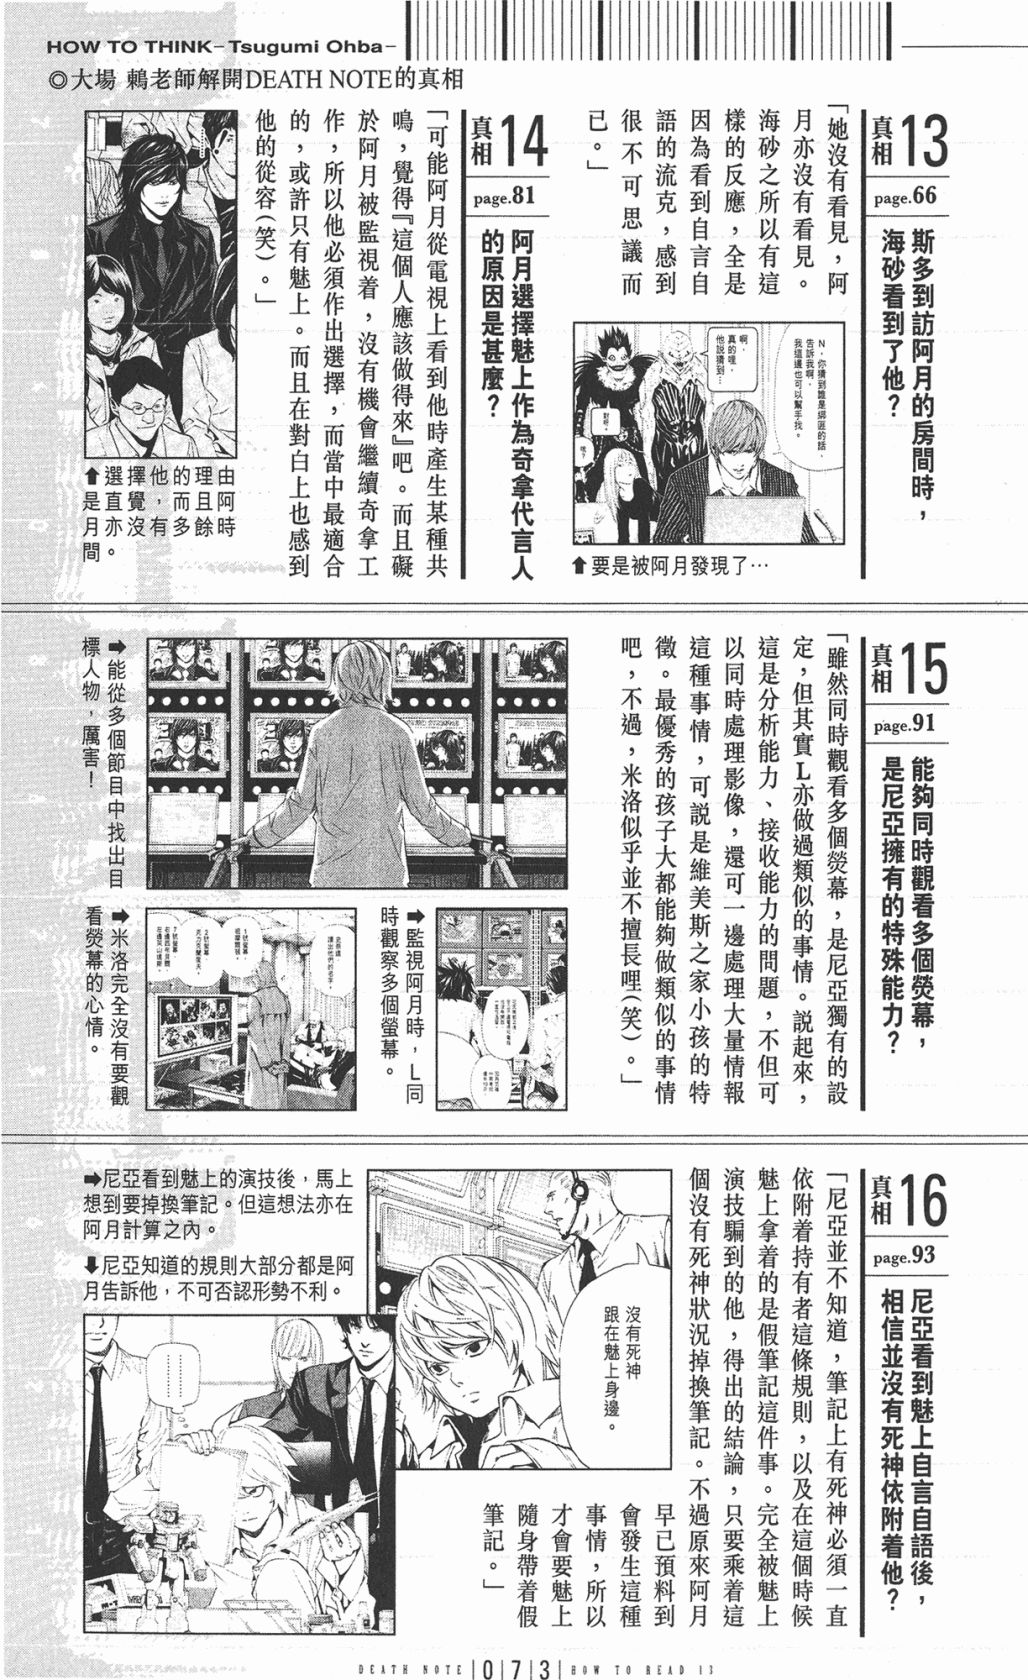 HOW TO THINK-Tsugumi Ohba-
◎大場 鶇老師解開DEATH NOTE的真相
真相13
page.66
斯多到訪阿月的房間時，
海砂看到了他？
「她沒有看見，阿
月亦沒有看見。
海砂之所以有這
樣的反應，全是
因為看到自言自
語的流克，感到
很不可思議而
已。」
N，你猜到誰是綁匪的話，
告訴我啊，
我這邊也可以幫手找。
啊，
真的哩，
他説猜到…
對吧，
咦？
⬆要是被阿月發現了…
真相14
page.81
阿月選擇魅上作為奇拿代言人
的原因是甚麼？
「可能阿月從電視上看到他時產生某種共
鳴，覺得『這個人應該做得來』吧。而且礙
於阿月被監視着，沒有機會繼續奇拿工
作，所以他必須作出選擇，而當中最適合
的，或許只有魅上。而且在對白上也感到
他的從容(笑)。」
⬆選擇他的理由
是直覺，而且阿
月亦沒有多餘時
間。
真相15
page.91
能夠同時觀看多個熒幕，
是尼亞擁有的特殊能力？
「雖然同時觀看多個熒幕，是尼亞獨有的設
定，但其實L亦做過類似的事情。説起來，
這是分析能力、接收能力的問題，不但可
以同時處理影像，還可一邊處理大量情報
這種事情，可說是維美斯之家小孩的特
徵。最優秀的孩子大都能夠做類似的事情
吧，不過，米洛似乎並不擅長哩(笑)。」
➡能從多個節目中找出目
標人物，厲害！
➡監視阿月時，L同
時觀察多個螢幕。
➡米洛完全沒有要觀
看熒幕的心情。
真相16
page.93
尼亞看到魅上自言自語後，
相信並沒有死神依附着他？
「尼亞並不知道，筆記上有死神必須一直
依附着持有者這條規則，以及在這個時候
魅上拿着的是假筆記這件事。完全被魅上
演技騙到的他，得出的結論，只要乘着這
個沒有死神狀況掉換筆記。不過原來阿月
早已預料到
會發生這種
事情，所以
才會要魅上
隨身帶着假
筆記。」
沒有死神
跟在魅上身邊。
➡尼亞看到魅上的演技後，馬上
想到要掉換筆記。但這想法亦在
阿月計算之內。
⬇尼亞知道的規則大部分都是阿
月告訴他，不可否認形勢不利。
DEATH NOTE|0|7|3|HOW TO READ 13